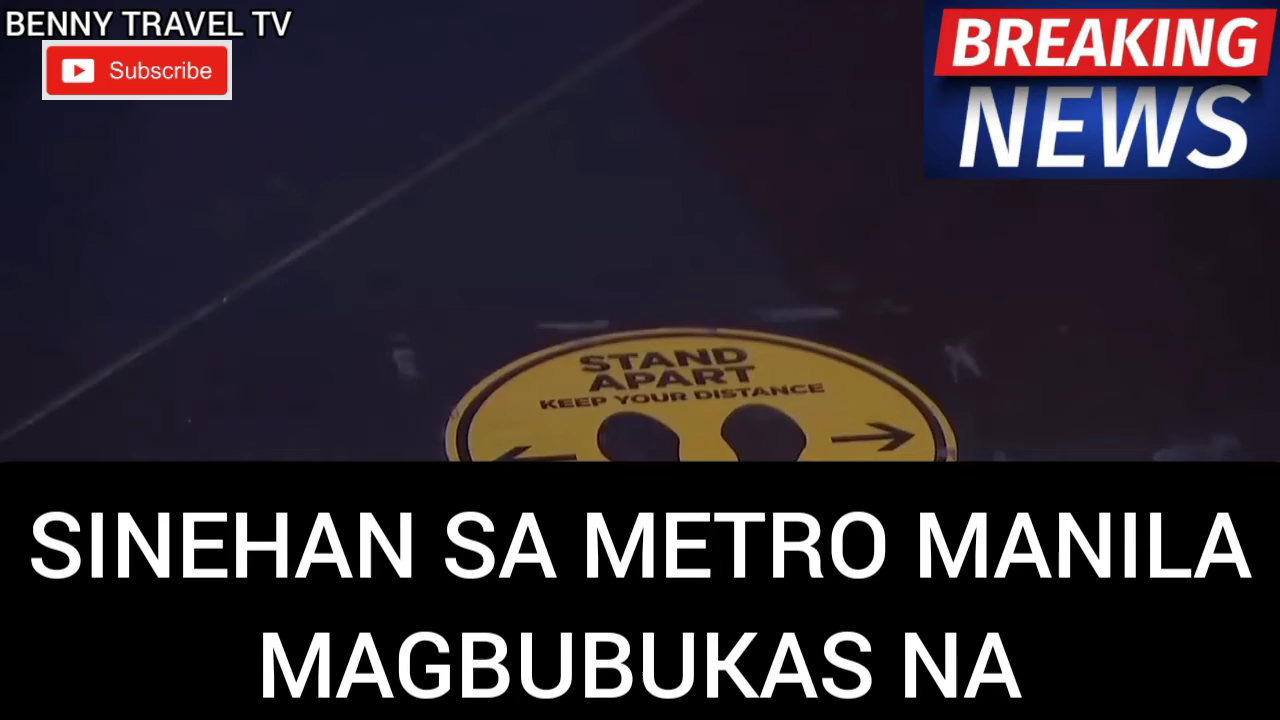 BENNY TRAVEL TV
Subscribe
BREAKING
NEWS
STAND
APART
KEEP YOUR DISTANCE
SINEHAN SA METRO MANILA
MAGBUBUKAS NA